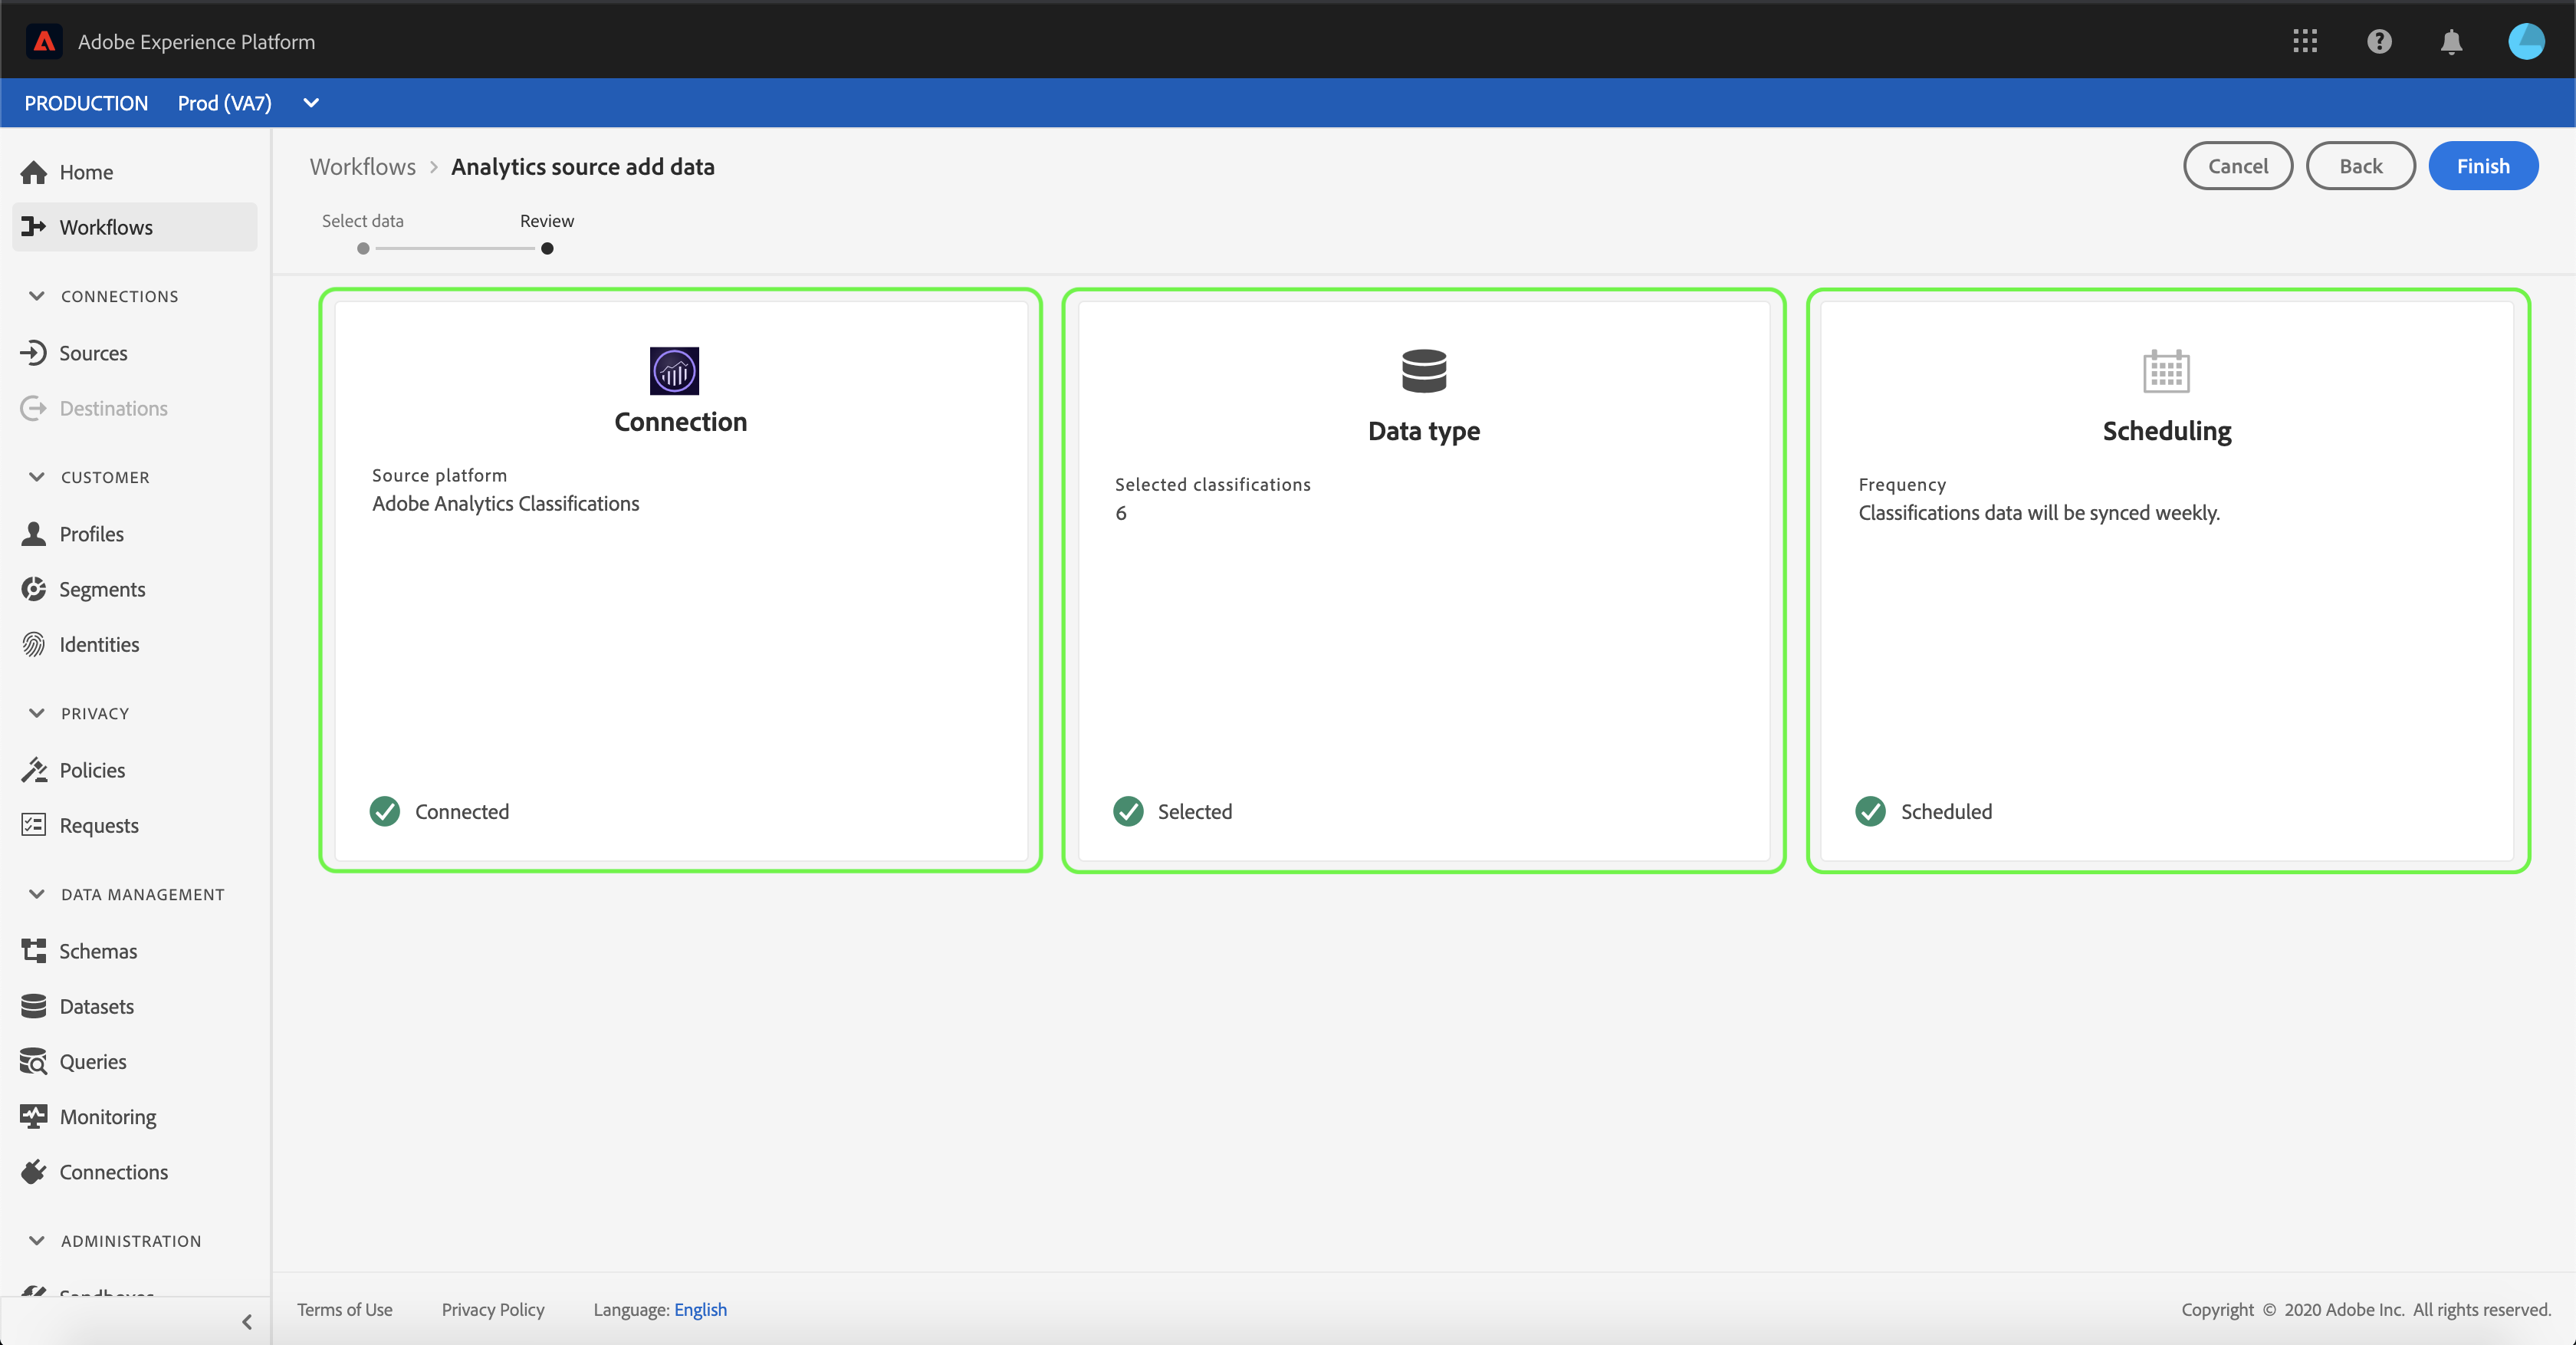 Adobe Experience Platform
PRODUCTION Prod (VA7)
Home
Workflows
CONNECTIONS
Sources
Destinations
CUSTOMER
Profiles
Segments
Identities
PRIVACY
Policies
Requests
DATA MANAGEMENT
Schemas
Datasets
Queries
Monitoring
Connections
ADMINISTRATION
Sandboxes
Workflows > Analytics source add data
Cancel Back Finish
Select data Review
Connection
Source platform
Adobe Analytics Classifications
Connected
Data type
Selected classifications
6
Selected
Scheduling
Frequency
Classifications data will be synced weekly.
Scheduled
Terms of Use Privacy Policy Language: English
Copyright © 2020 Adobe Inc. All rights reserved.